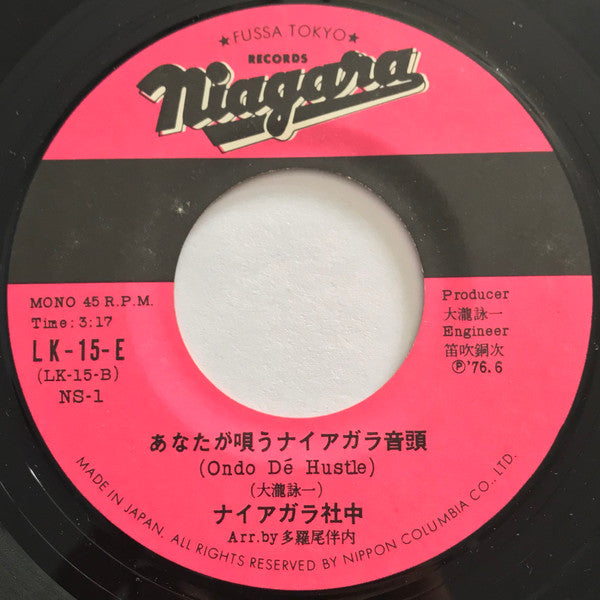 ★FUSSA TOKYO★
RECORDS
Niagara
MONO 45 R.P.M.
Time: 3:17
LK-15-E
(LK-15-B)
NS-1
Producer
大瀧詠一
Engineer
笛吹銅次
Ⓟ'76.6
あなたが唄うナイアガラ音頭
(Ondo Dé Hustle)
(大瀧詠一)
ナイアガラ社中
Arr.by 多羅尾伴内
MADE IN JAPAN. ALL RIGHTS RESERVED BY NIPPON COLUMBIA CO., LTD.